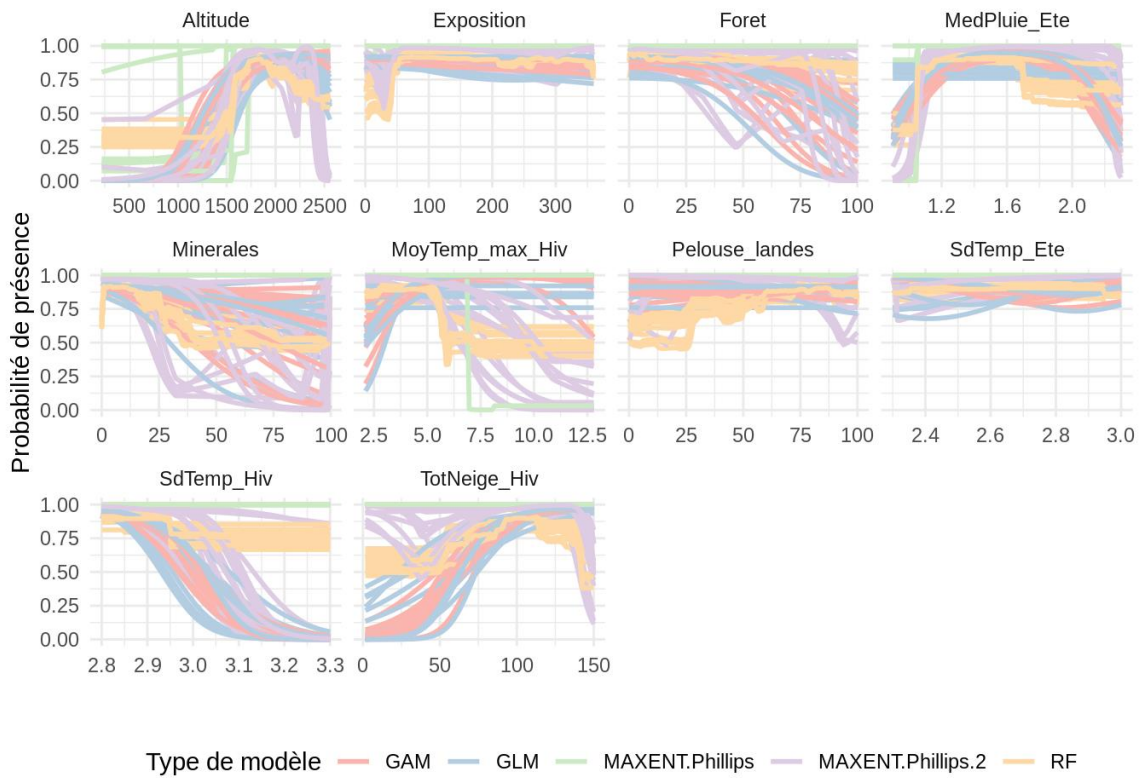 Altitude Exposition Foret MedPluie_Ete
1.00
0.75
0.50
0.25
0.00
500 1000 1500 2000 2500 0 100 200 300 0 25 50 75 100 1.2 1.6 2.0
Minerales MoyTemp_max_Hiv Pelouse_landes SdTemp_Ete
1.00
0.75
0.50
0.25
0.00
0 25 50 75 100 2.5 5.0 7.5 10.0 12.5 0 25 50 75 100 2.4 2.6 2.8 3.0
Probabilité de présence
SdTemp_Hiv TotNeige_Hiv
1.00
0.75
0.50
0.25
0.00
2.8 2.9 3.0 3.1 3.2 3.3 0 50 100 150
Type de modèle GAM GLM MAXENT.Phillips MAXENT.Phillips.2 RF